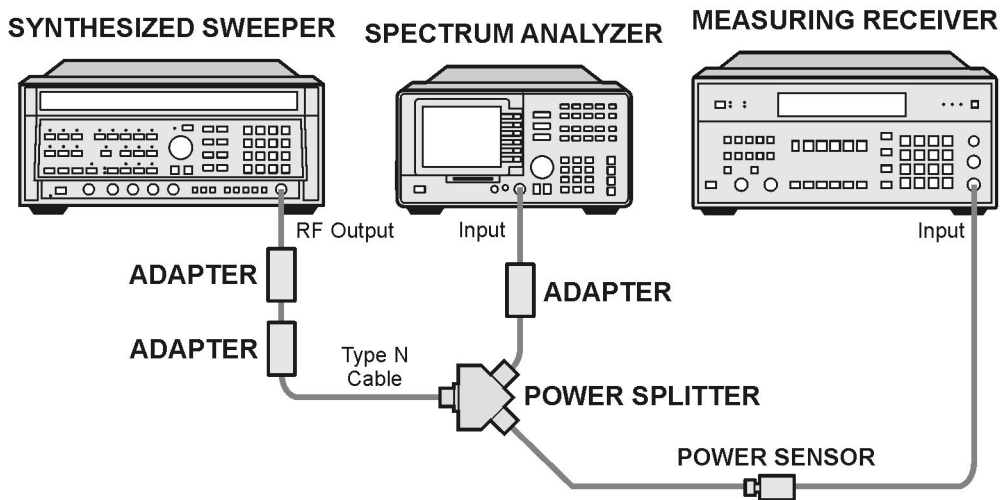 SYNTHESIZED SWEEPER
SPECTRUM ANALYZER
MEASURING RECEIVER
RF Output
Input
Input
ADAPTER
ADAPTER
ADAPTER
Type N
Cable
POWER SPLITTER
POWER SENSOR